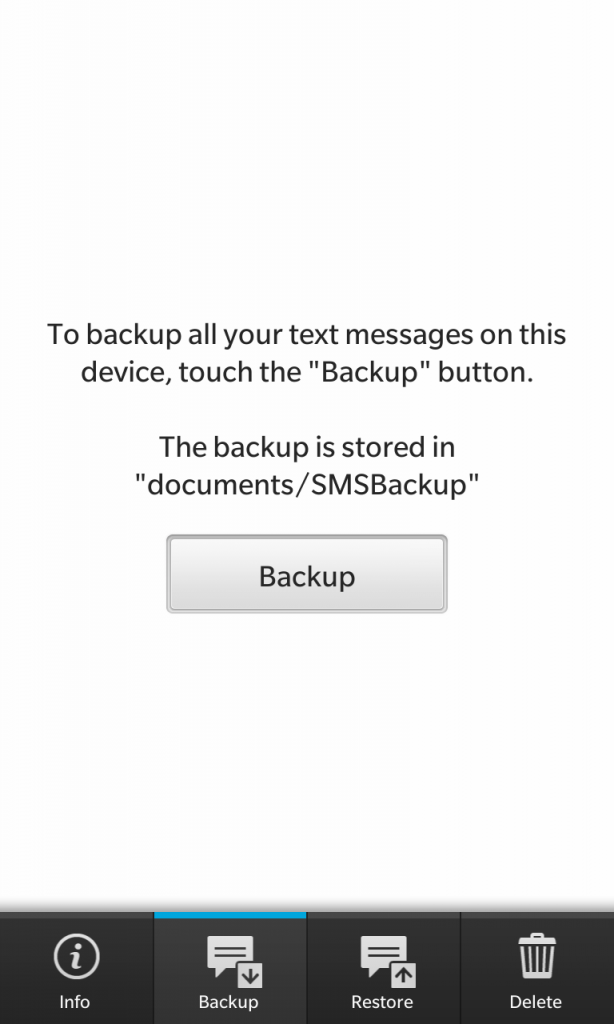 To backup all your text messages on this
device, touch the "Backup" button.
The backup is stored in
"documents/SMSBackup"
Backup
Info
Backup
Restore
Delete